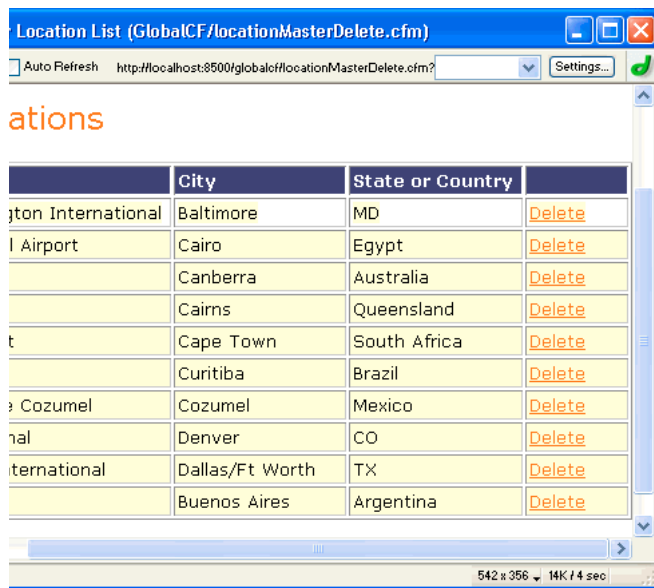 Location List (GlobalCF/locationMasterDelete.cfm)
Auto Refresh http://localhost:8500/globalcf/locationMasterDelete.cfm? Settings...
ations
City State or Country
gton International Baltimore MD Delete
l Airport Cairo Egypt Delete
Canberra Australia Delete
Cairns Queensland Delete
t Cape Town South Africa Delete
Curitiba Brazil Delete
e Cozumel Cozumel Mexico Delete
nal Denver CO Delete
ternational Dallas/Ft Worth TX Delete
Buenos Aires Argentina Delete
542 x 356 14K / 4 sec